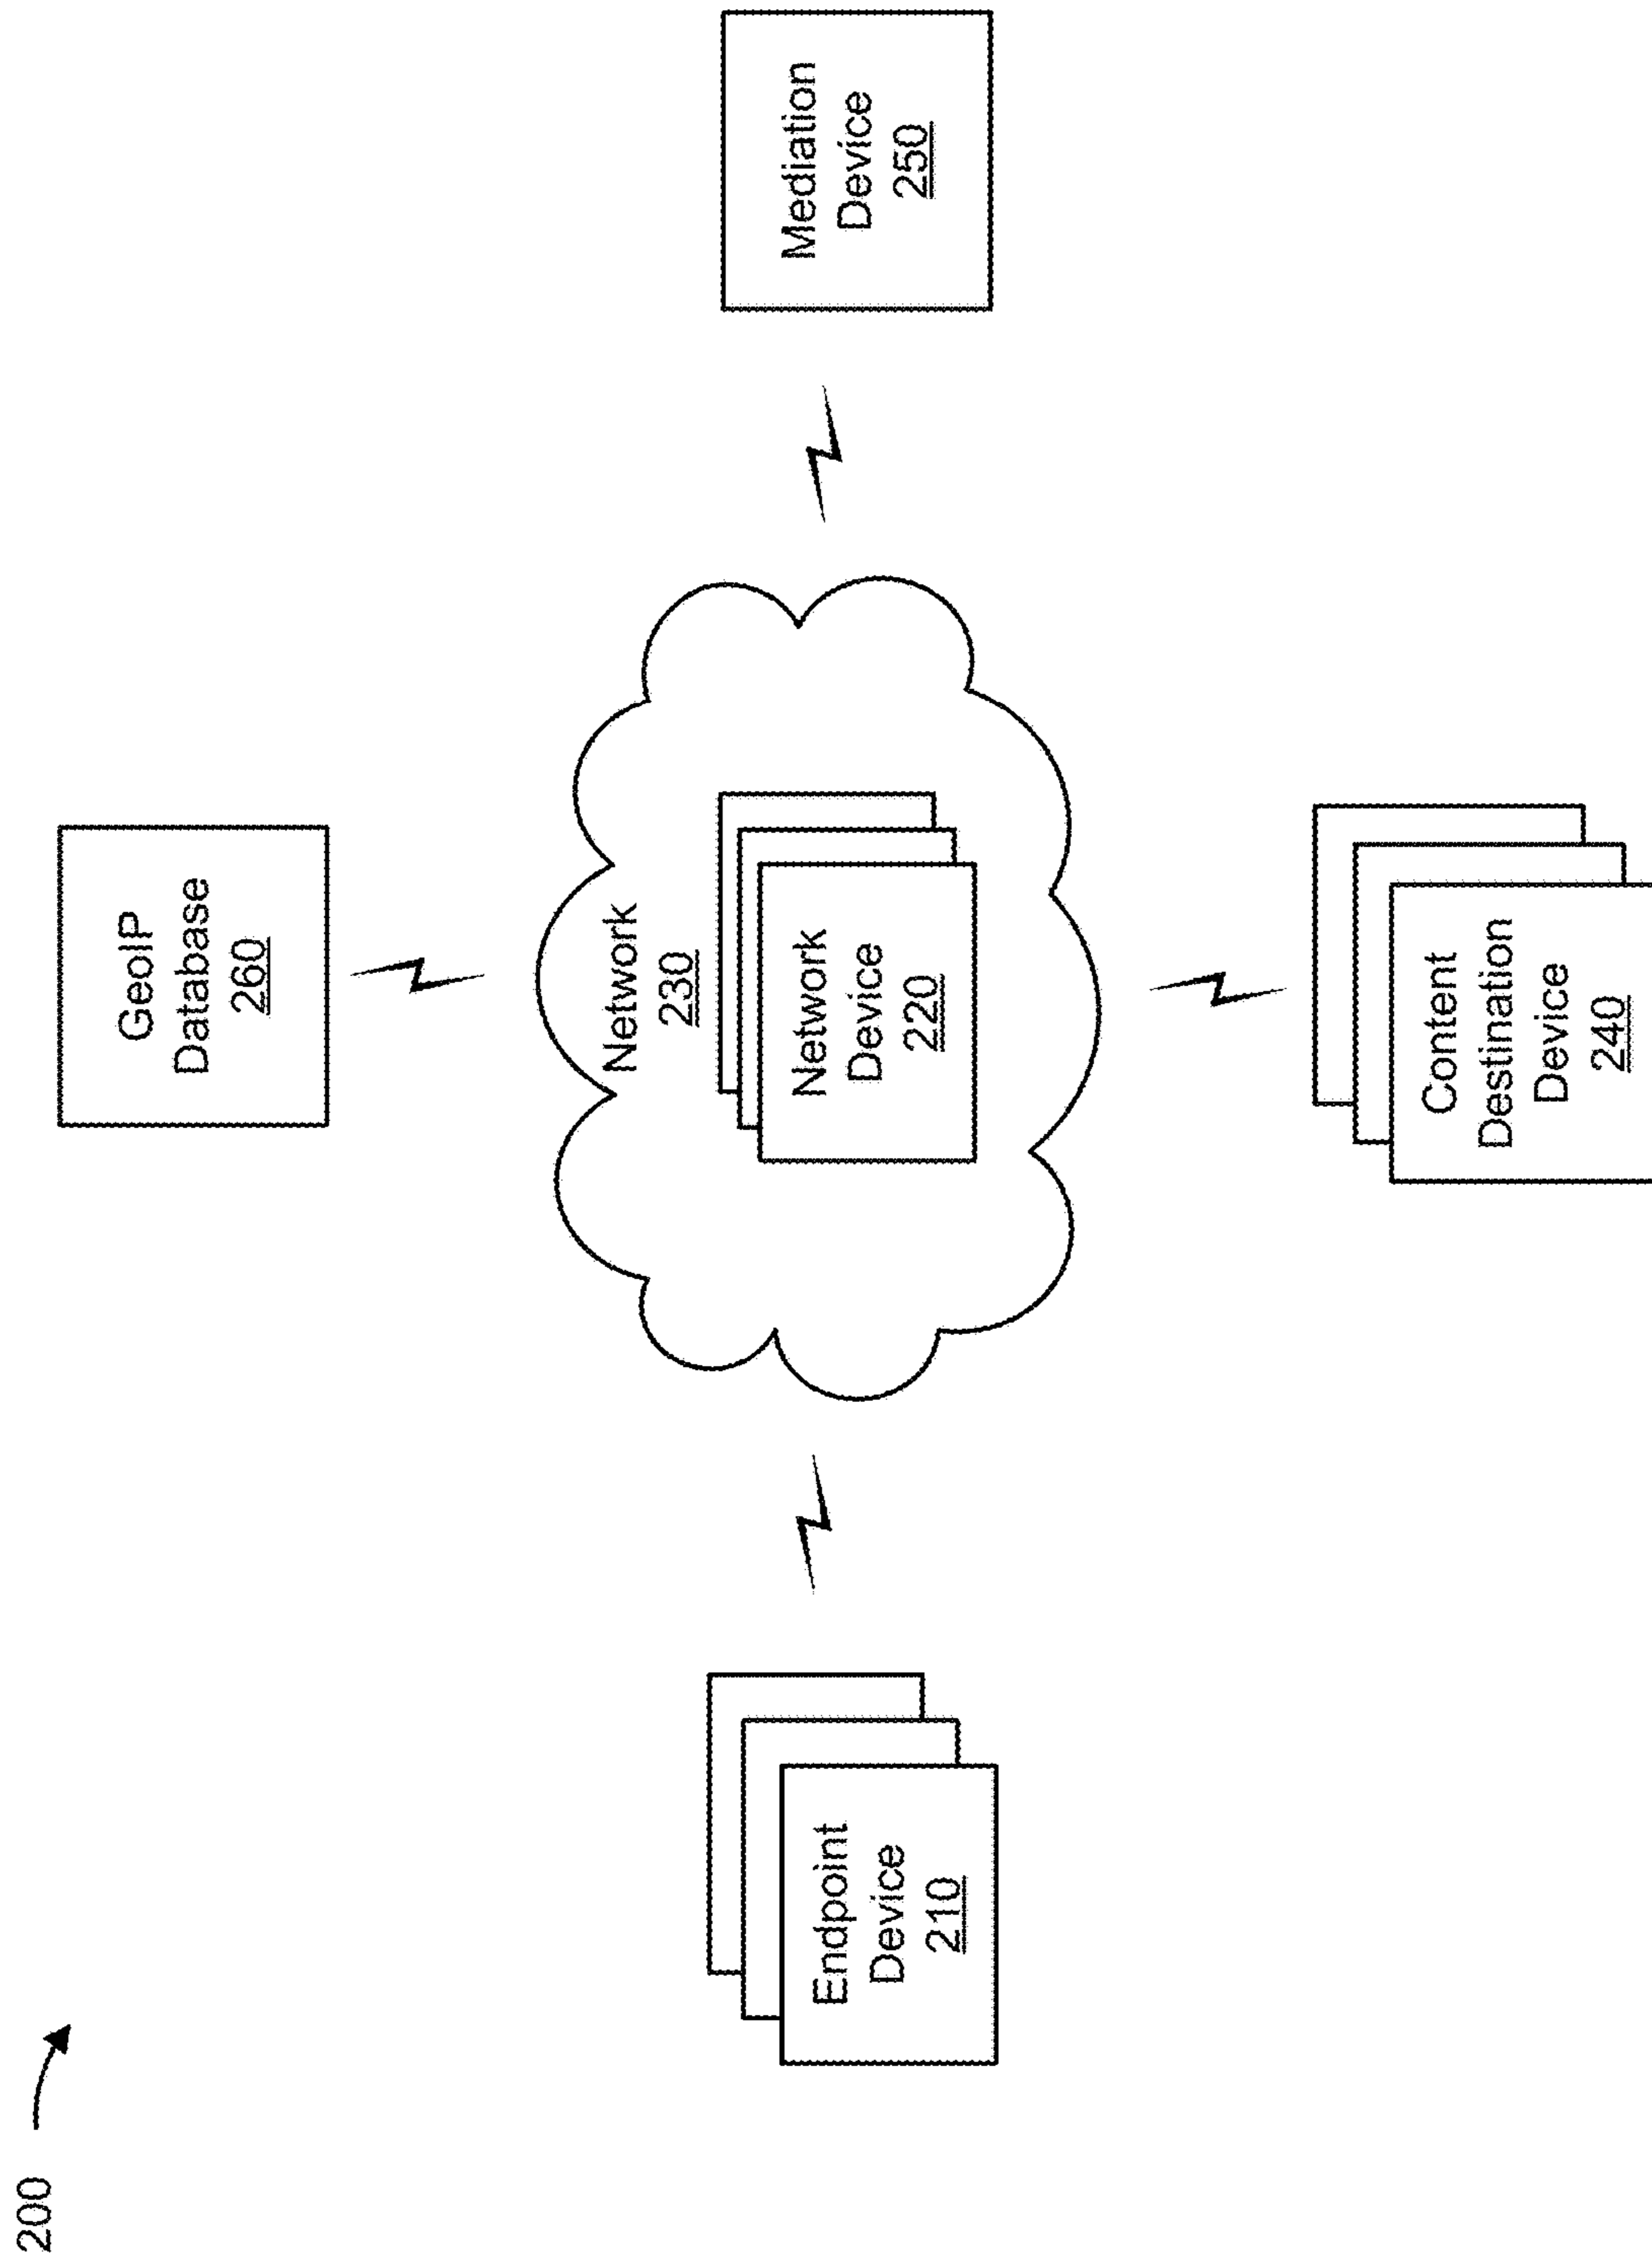 200
GeoIP
Database
260
Network
230
Endpoint
Device
210
Network
Device
220
Mediation
Device
250
Content
Destination
Device
240